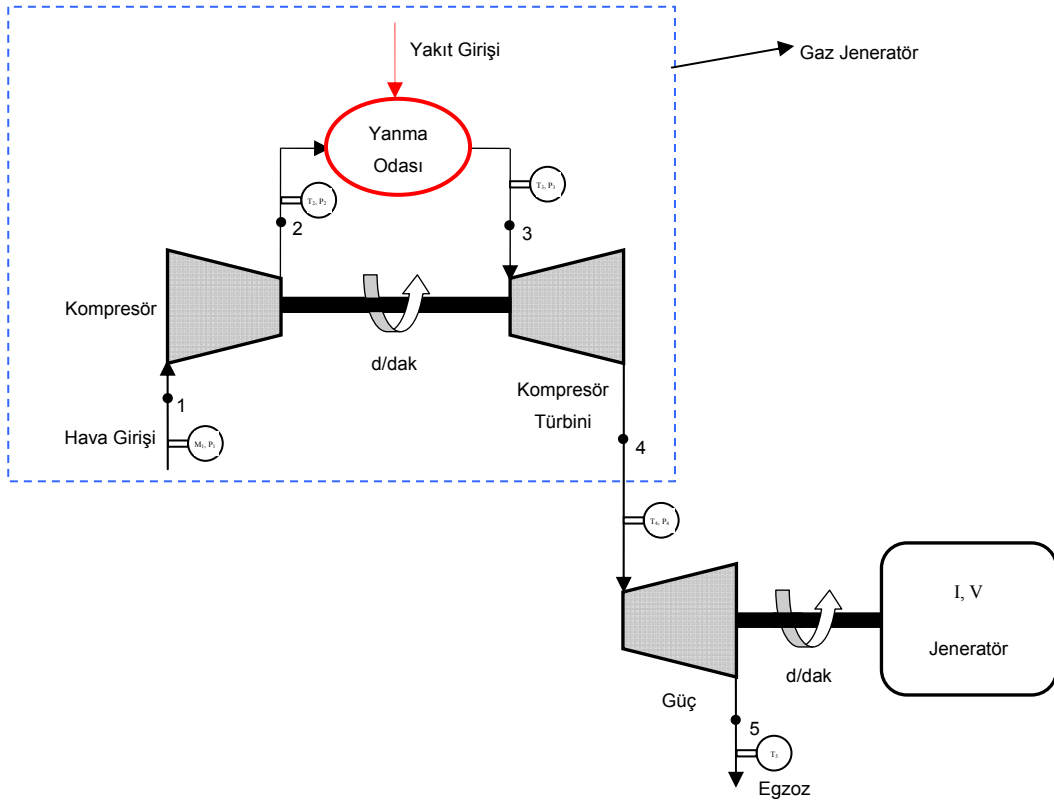 Yakıt Girişi
Gaz Jeneratör
Yanma
Odası
T₂, P₂
T₃, P₃
2
3
Kompresör
d/dak
Kompresör
Türbini
1
Hava Girişi
M₁, P₁
4
T₄, P₄
I, V
Jeneratör
d/dak
Güç
5
T₅
Egzoz